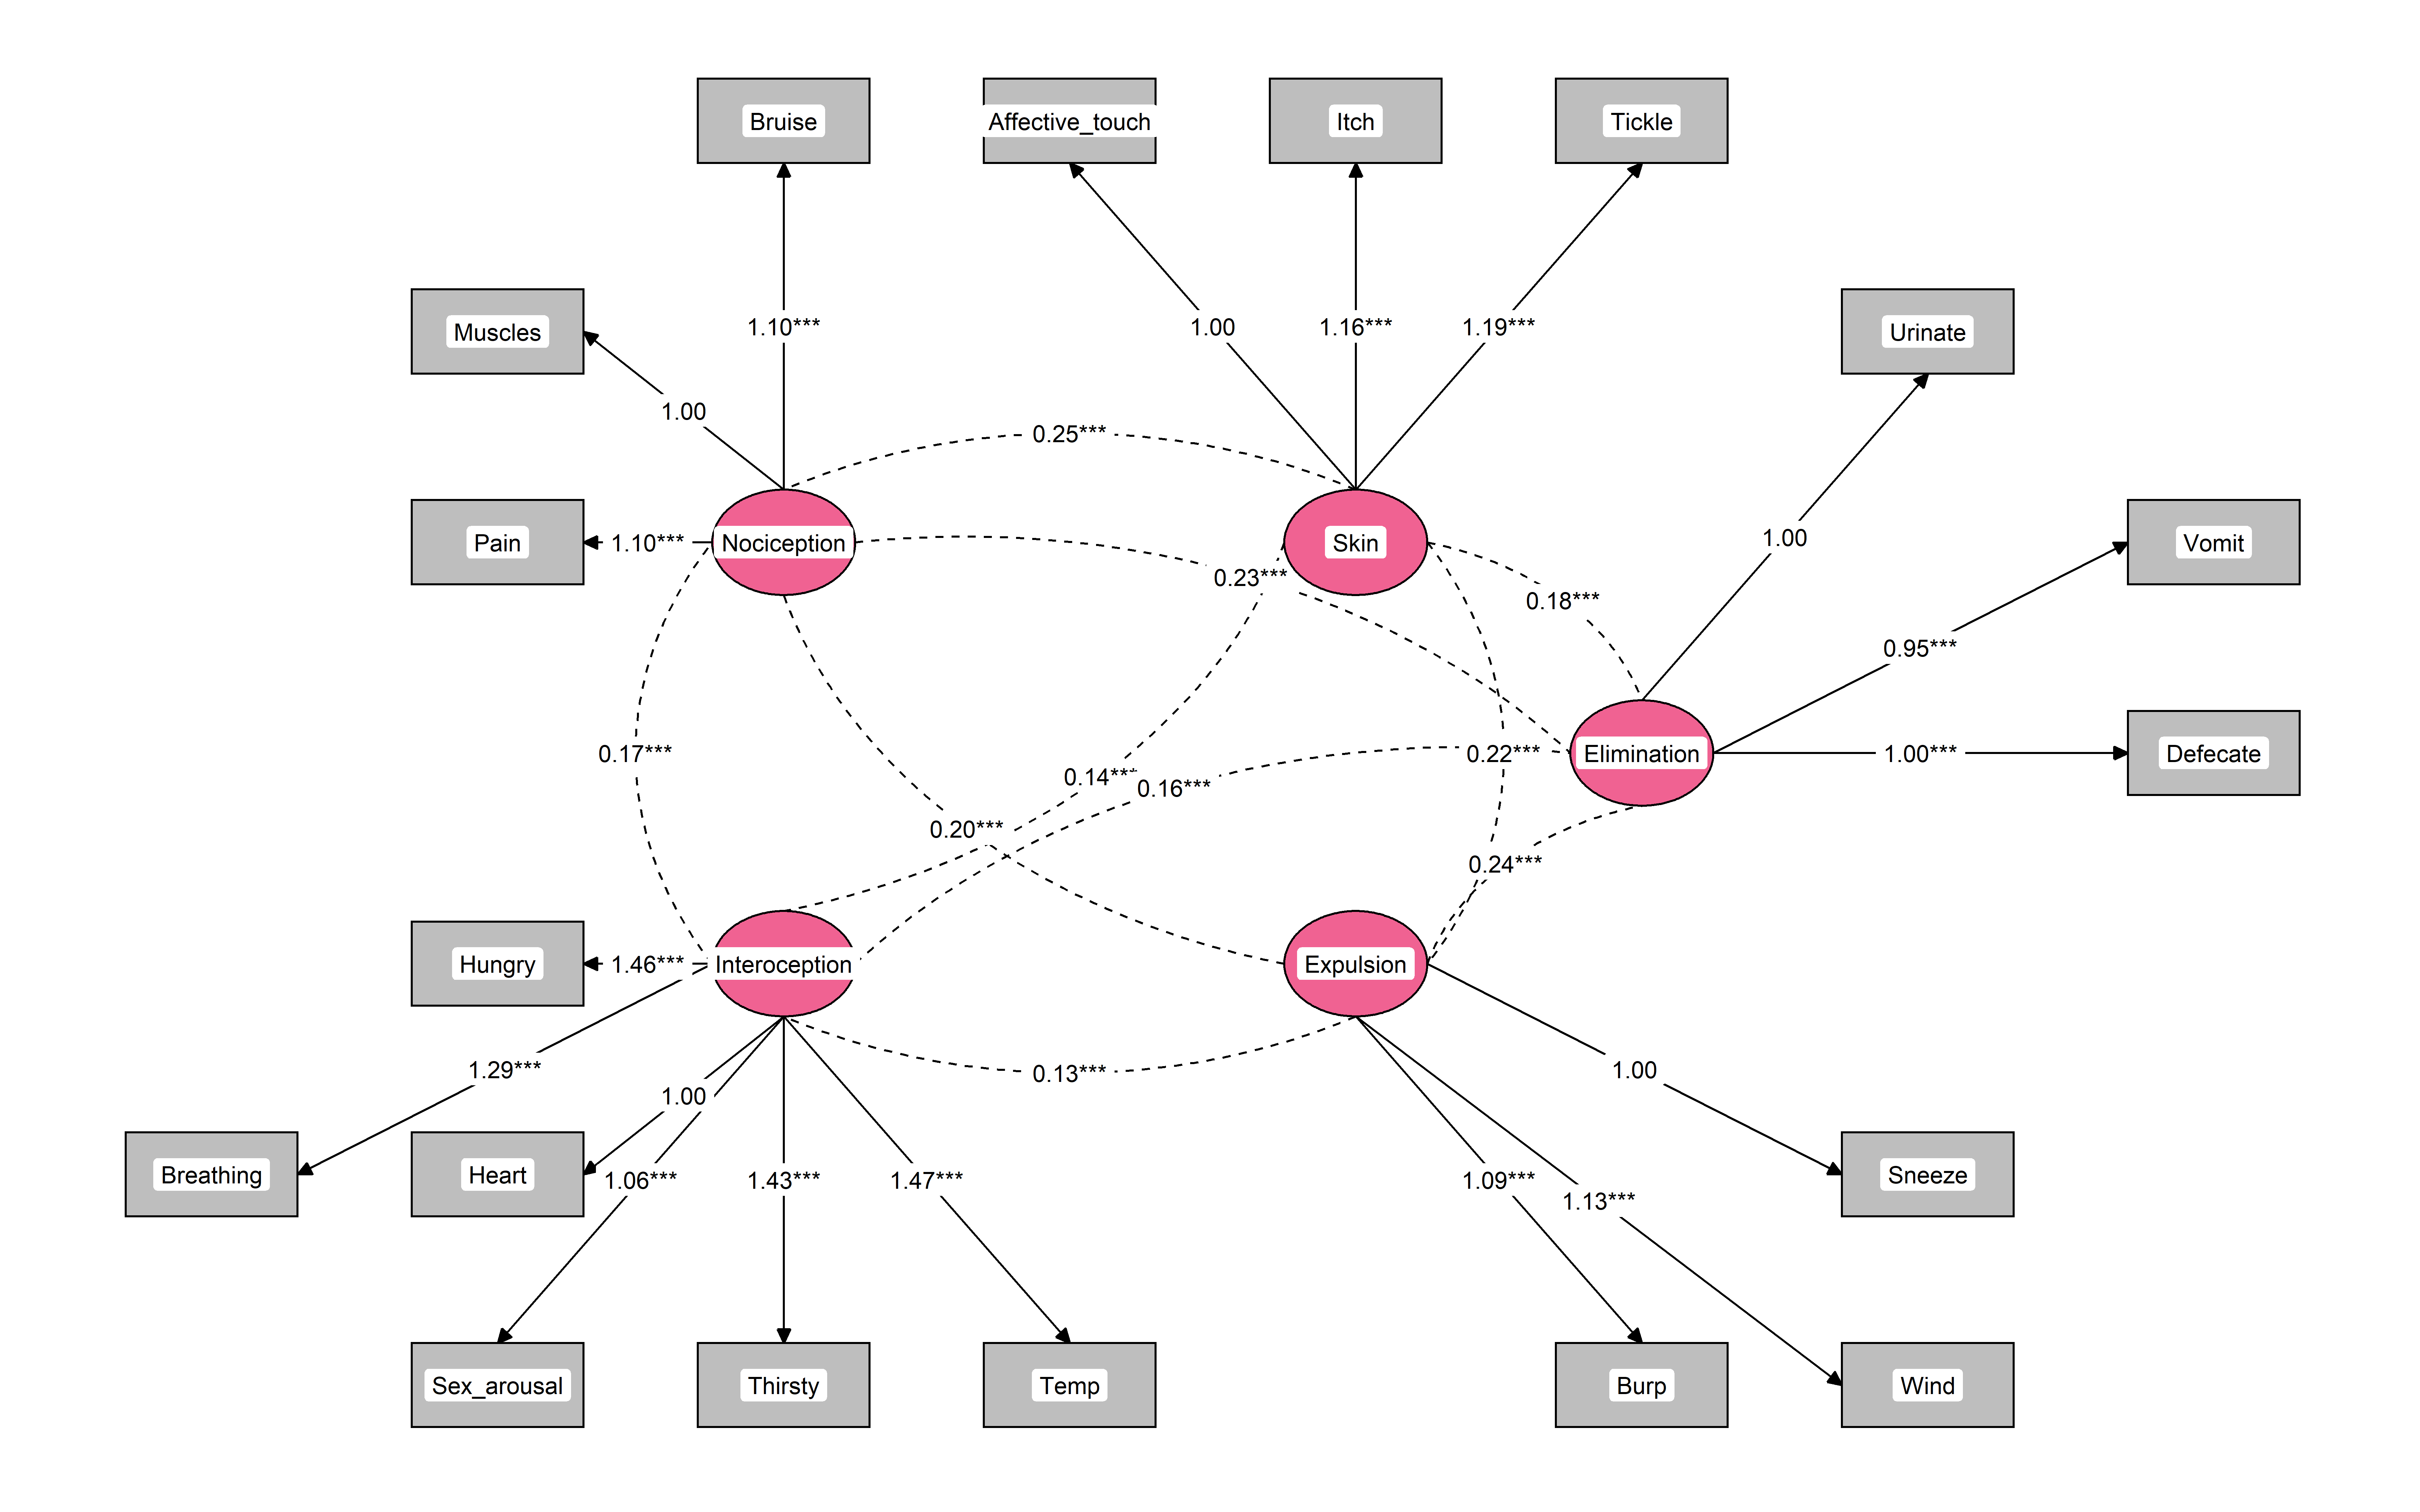 Bruise
Affective_touch
Itch
Tickle
Muscles
1.10***
1.00
1.16***
1.19***
Urinate
1.00
0.25***
Pain
1.10***
Nociception
Skin
1.00
Vomit
0.23***
0.18***
0.95***
0.17***
0.14***
0.16***
0.22***
Elimination
1.00***
Defecate
0.20***
0.24***
Hungry
1.46***
Interoception
Expulsion
1.29***
1.00
0.13***
1.00
Breathing
Heart
1.06***
1.43***
1.47***
1.09***
1.13***
Sneeze
Sex_arousal
Thirsty
Temp
Burp
Wind